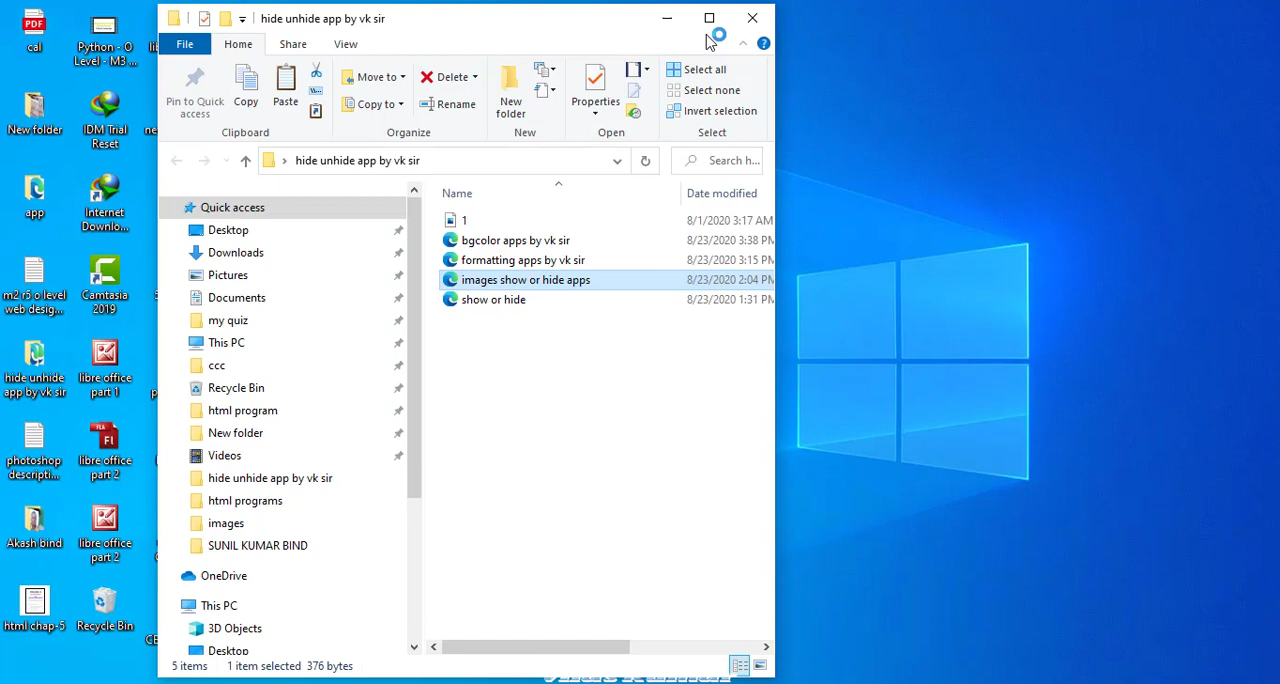 hide unhide app by vk sir
File
Home
Share
View
Pin to Quick
access
Copy
Paste
Move to
Copy to
Delete
Rename
New
folder
Properties
Select all
Select none
Invert selection
Clipboard
Organize
New
Open
Select
hide unhide app by vk sir
Search h...
Name
Date modified
1
8/1/2020 3:17 AM
bgcolor apps by vk sir
8/23/2020 3:38 PM
formatting apps by vk sir
8/23/2020 3:15 PM
images show or hide apps
8/23/2020 2:04 PM
show or hide
8/23/2020 1:31 PM
Quick access
Desktop
Downloads
Pictures
Documents
my quiz
This PC
ccc
Recycle Bin
html program
New folder
Videos
hide unhide app by vk sir
html programs
images
SUNIL KUMAR BIND
OneDrive
This PC
3D Objects
Desktop
5 items
1 item selected 376 bytes
PDF
cal
Python - O
Level - M3 ...
New folder
IDM Trial
Reset
app
Internet
Downlo...
m2 r5 o level
web desig...
Camtasia
2019
hide unhide
app by vk sir
libre office
part 1
photoshop
descripti...
libre office
part 2
Akash bind
libre office
part 2
html chap-5
Recycle Bin